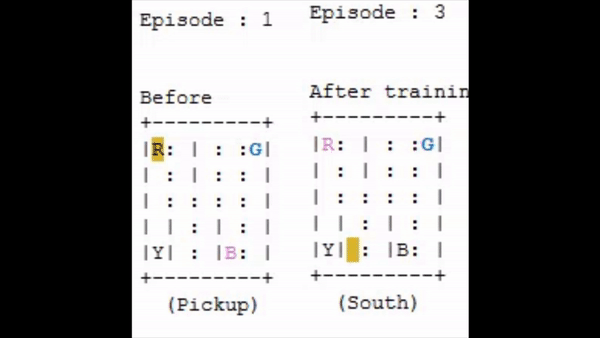 Episode : 1
Before
+---------+
|R: | : :G|
| : | : : |
| : : : : |
| | : | : |
|Y| : |B: |
+---------+
(Pickup)
Episode : 3
After trainin
+---------+
|R: | : :G|
| : | : : |
| : : : : |
| | : | : |
|Y| : |B: |
+---------+
(South)